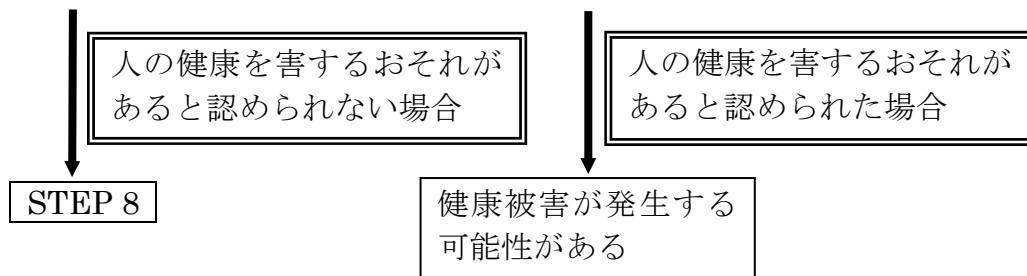 人の健康を害するおそれが
あると認められない場合
人の健康を害するおそれが
あると認められた場合
STEP 8
健康被害が発生する
可能性がある